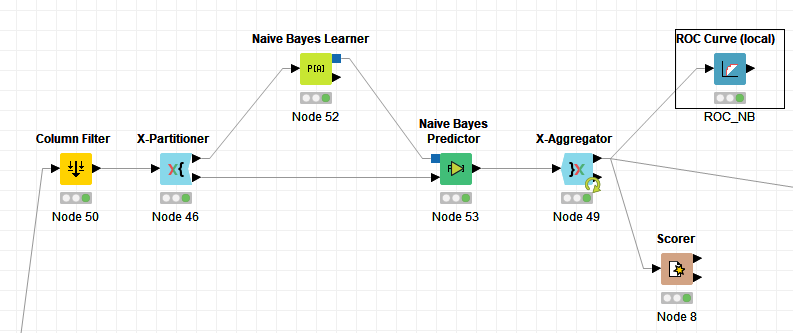 ROC Curve (local)
Naive Bayes Learner
P[A]
Node 52
ROC_NB
Naive Bayes
Predictor
Column Filter
X-Partitioner
X-Aggregator
X{
}X
Node 50
Node 46
Node 53
Node 49
Scorer
Node 8